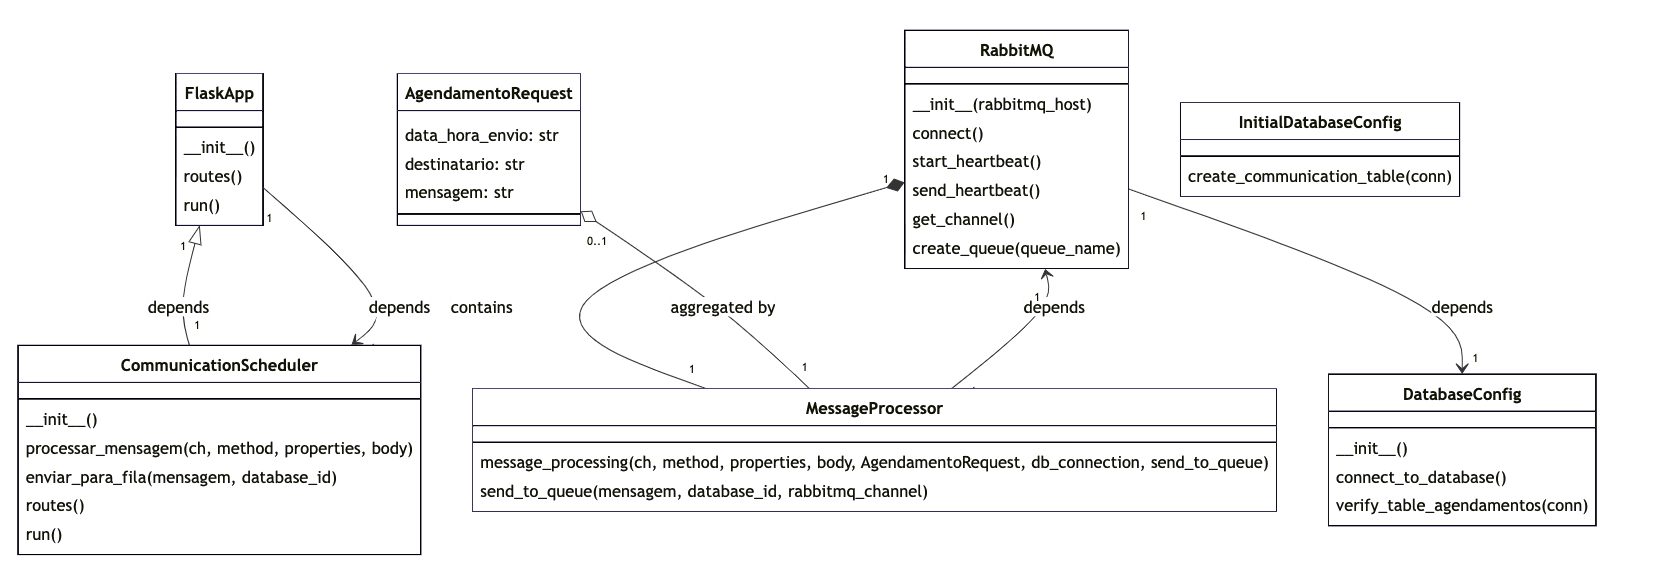 FlaskApp
__init__()
routes()
run()
AgendamentoRequest
data_hora_envio: str
destinatario: str
mensagem: str
RabbitMQ
__init__(rabbitmq_host)
connect()
start_heartbeat()
send_heartbeat()
get_channel()
create_queue(queue_name)
InitialDatabaseConfig
create_communication_table(conn)
1
1
0..1
1
1
depends
1
depends
contains
aggregated by
1
depends
depends
1
1
1
CommunicationScheduler
__init__()
processar_mensagem(ch, method, properties, body)
enviar_para_fila(mensagem, database_id)
routes()
run()
MessageProcessor
message_processing(ch, method, properties, body, AgendamentoRequest, db_connection, send_to_queue)
send_to_queue(mensagem, database_id, rabbitmq_channel)
DatabaseConfig
__init__()
connect_to_database()
verify_table_agendamentos(conn)